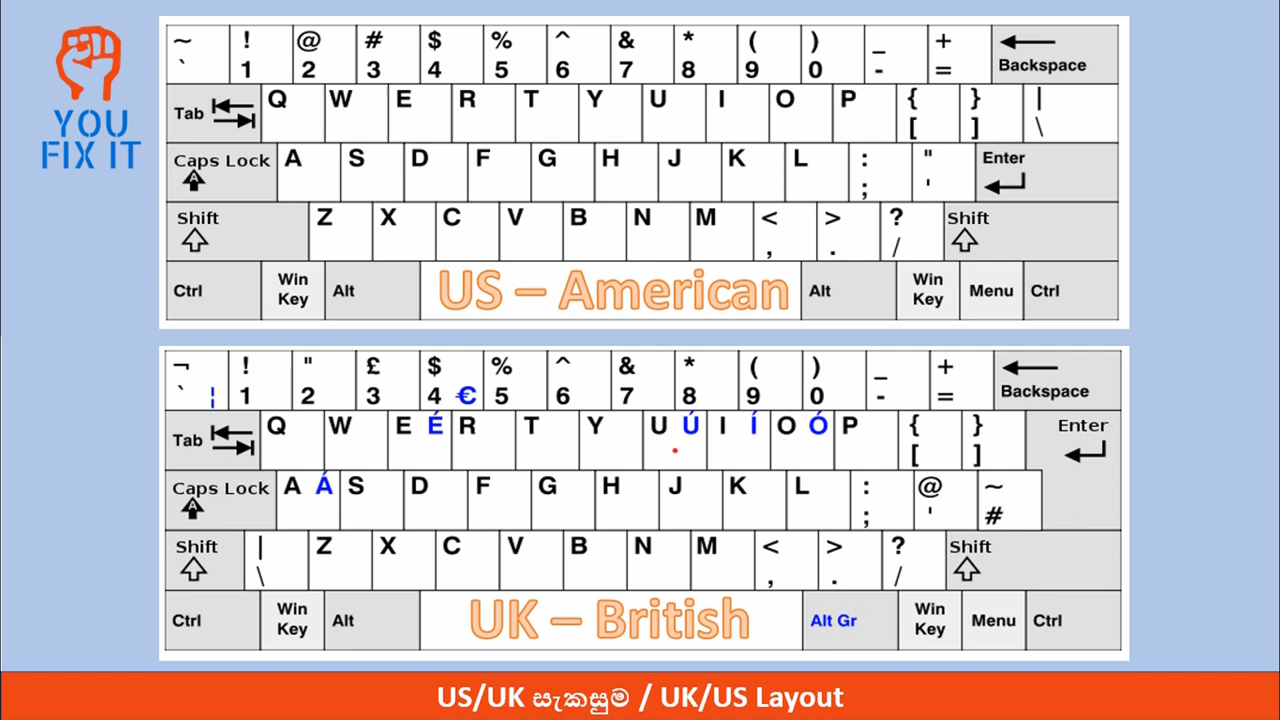 YOU
FIX IT
~ ! @ # $ % ^ & * ( ) _ + Backspace
` 1 2 3 4 5 6 7 8 9 0 - =
Tab Q W E R T Y U I O P { } |
[ ] \
Caps Lock A S D F G H J K L : " Enter
A ; '
Shift Z X C V B N M < > ? Shift
, . /
Ctrl Win Key Alt US – American Alt Win Key Menu Ctrl
¬ ! " £ $ % ^ & * ( ) _ + Backspace
` ¦ 1 2 3 4 € 5 6 7 8 9 0 - =
Tab Q W E É R T Y U Ú I Í O Ó P { } Enter
[ ]
Caps Lock A Á S D F G H J K L : @ ~
A ; ' #
Shift | Z X C V B N M < > ? Shift
\ , . /
Ctrl Win Key Alt UK – British Alt Gr Win Key Menu Ctrl
US/UK සැකසුම / UK/US Layout